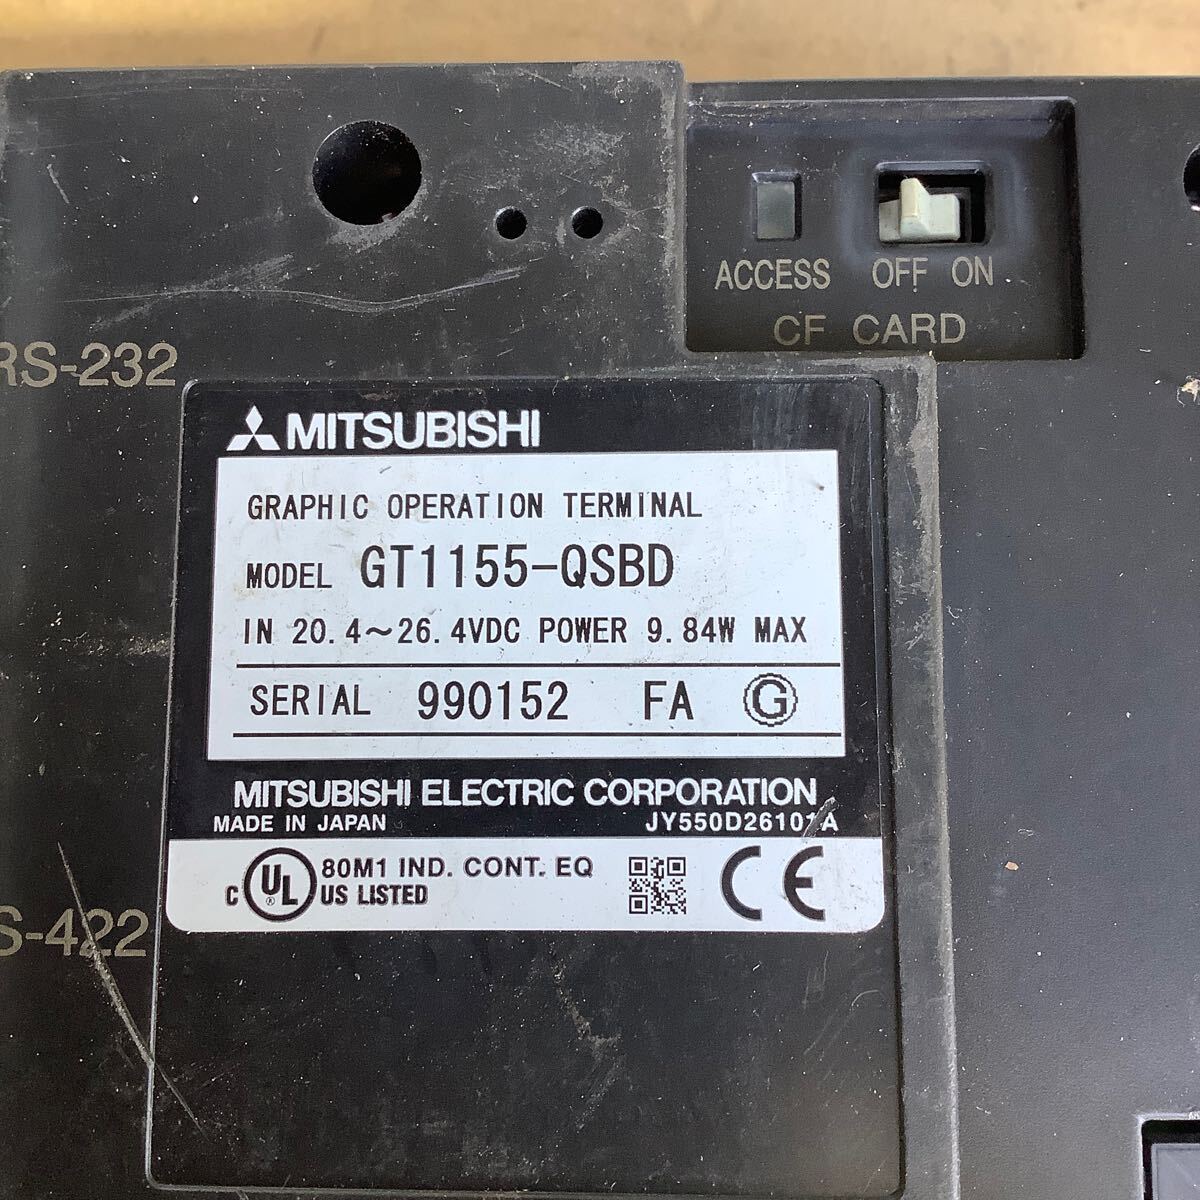 ACCESS OFF ON
CF CARD
RS-232
MITSUBISHI
GRAPHIC OPERATION TERMINAL
MODEL GT1155-QSBD
IN 20.4~26.4VDC POWER 9.84W MAX
SERIAL 990152 FA G
MITSUBISHI ELECTRIC CORPORATION
MADE IN JAPAN JY550D26101A
C UL ® 80M1 IND. CONT. EQ
US LISTED
CE
S-422